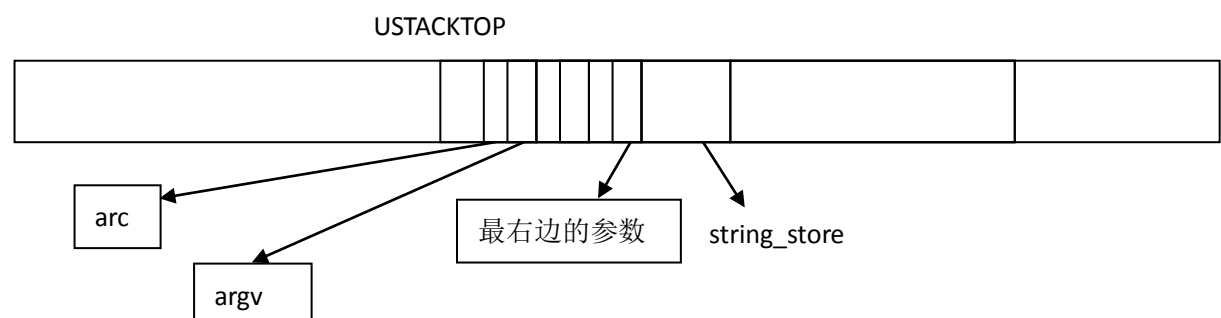 USTACKTOP
arc
argv
最右边的参数
string_store